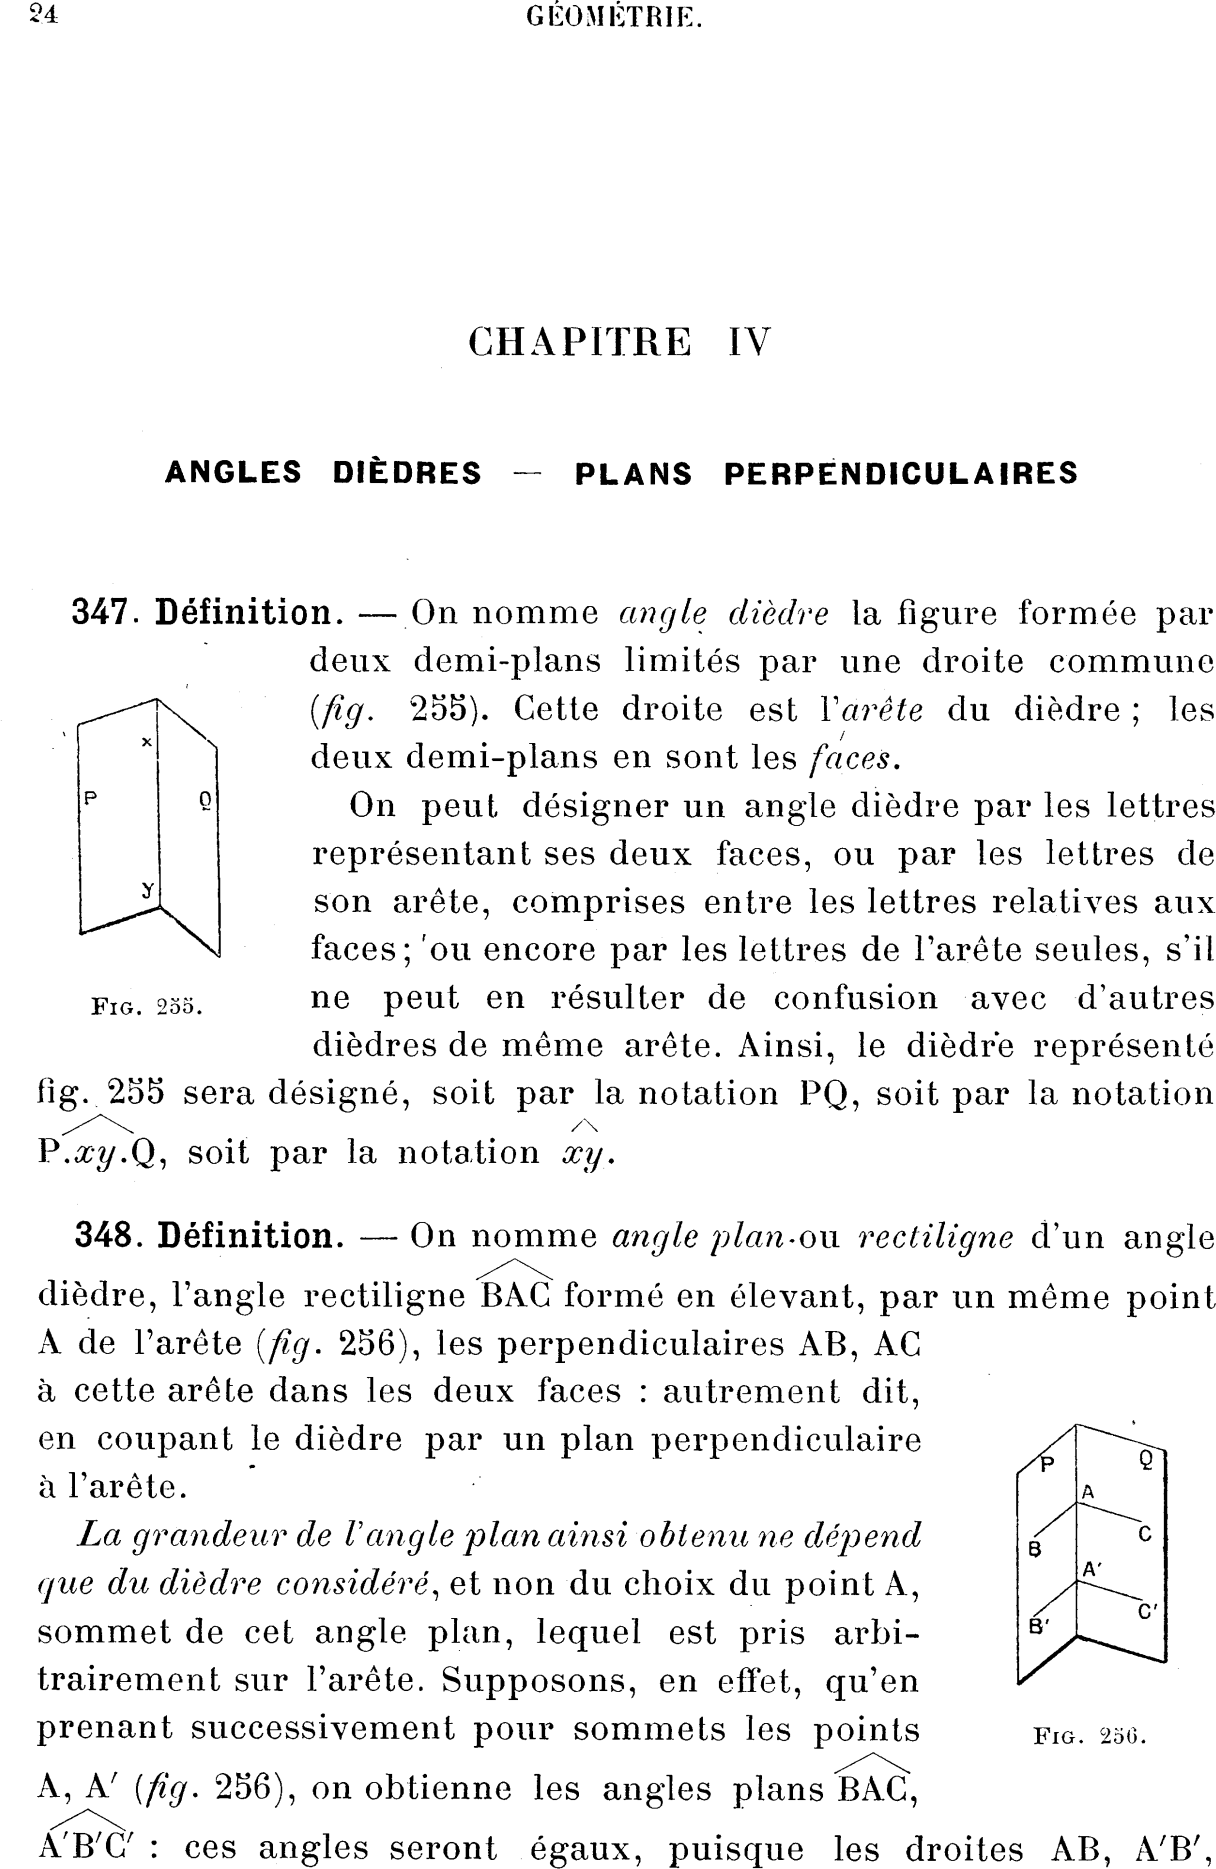 24
GÉOMÉTRIE.
CHAPITRE IV
ANGLES DIÈDRES — PLANS PERPENDICULAIRES
347. Définition. — On nomme angle dièdre la figure formée par
deux demi-plans limités par une droite commune
(fig. 255). Cette droite est l'arête du dièdre ; les
deux demi-plans en sont les faces.
On peut désigner un angle dièdre par les lettres
représentant ses deux faces, ou par les lettres de
son arête, comprises entre les lettres relatives aux
faces ; ou encore par les lettres de l'arête seules, s'il
ne peut en résulter de confusion avec d'autres
dièdres de même arête. Ainsi, le dièdre représenté
x
P
Q
y
FIG. 255.
fig. 255 sera désigné, soit par la notation PQ, soit par la notation
P.xy.Q, soit par la notation xy.
348. Définition. — On nomme angle plan ou rectiligne d'un angle
dièdre, l'angle rectiligne BAC formé en élevant, par un même point
A de l'arête (fig. 256), les perpendiculaires AB, AC
à cette arête dans les deux faces : autrement dit,
en coupant le dièdre par un plan perpendiculaire
à l'arête.
La grandeur de l'angle plan ainsi obtenu ne dépend
que du dièdre considéré, et non du choix du point A,
sommet de cet angle plan, lequel est pris arbi-
trairement sur l'arête. Supposons, en effet, qu'en
prenant successivement pour sommets les points
A, A' (fig. 256), on obtienne les angles plans BAC,
P
Q
A
B
C
A'
B'
C'
FIG. 256.
A'B'C' : ces angles seront égaux, puisque les droites AB, A'B',